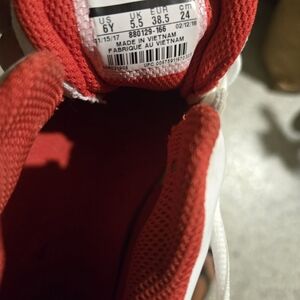 US UK EUR cm
6Y 5.5 38.5 24
11/15/17 880129-166 02/12/18
MADE IN VIETNAM
FABRIQUE AU VIETNAM